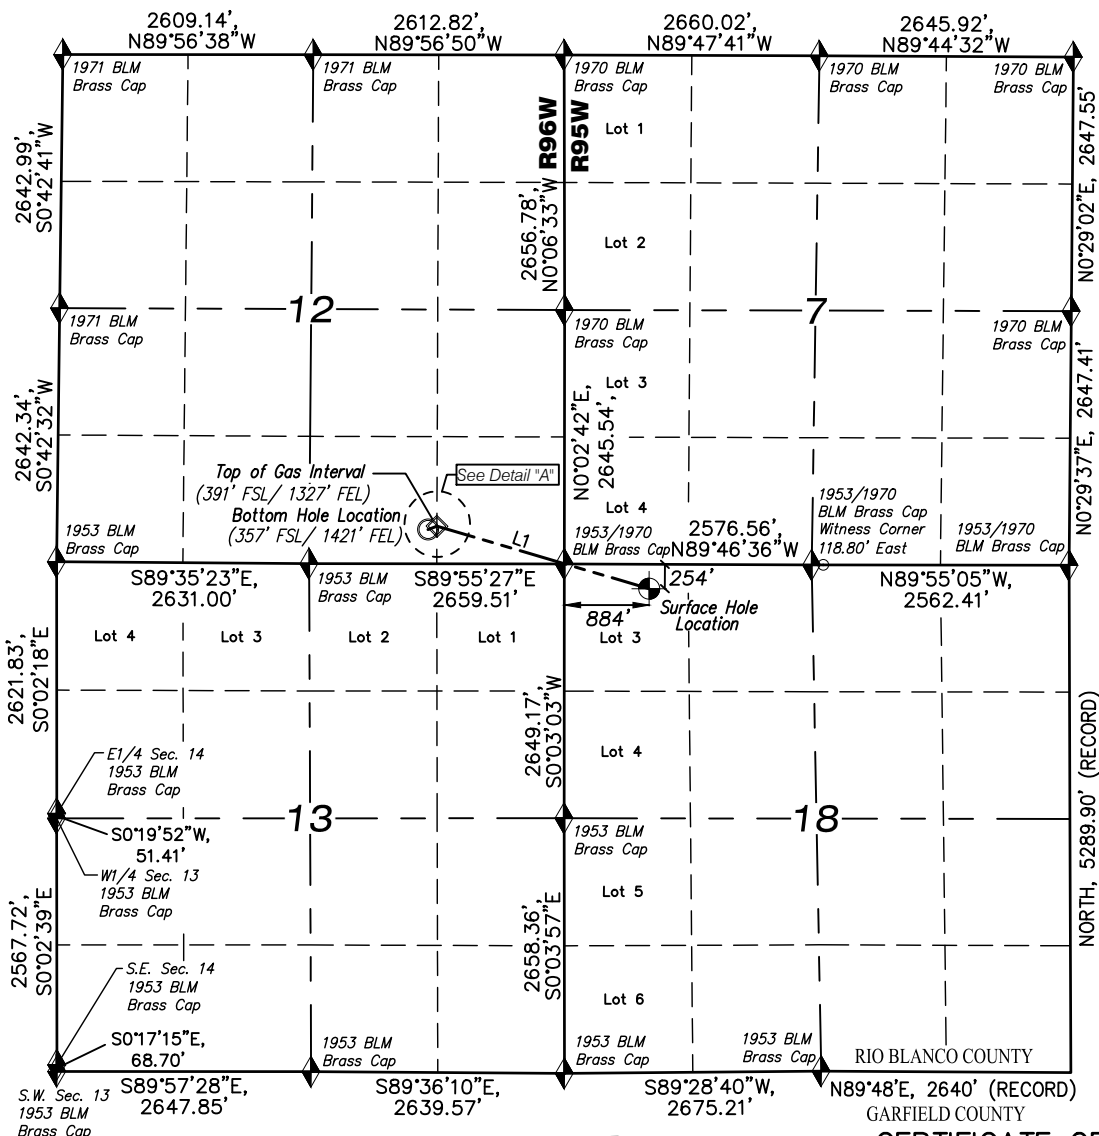 2609.14',
N89°56'38"W
2612.82',
N89°56'50"W
2660.02',
N89°47'41"W
2645.92',
N89°44'32"W
1971 BLM
Brass Cap
1971 BLM
Brass Cap
1970 BLM
Brass Cap
1970 BLM
Brass Cap
1970 BLM
Brass Cap
2642.99',
S0°42'41"W
R96W
R95W
Lot 1
N0°29'02"E, 2647.55'
2656.78',
N0°06'33"W
Lot 2
12
7
1971 BLM
Brass Cap
1970 BLM
Brass Cap
1970 BLM
Brass Cap
2642.34',
S0°42'32"W
N0°02'42"E,
2645.54',
Lot 3
N0°29'37"E, 2647.41'
Top of Gas Interval
(391' FSL/ 1327' FEL)
See Detail "A"
Bottom Hole Location
(357' FSL/ 1421' FEL)
Lot 4
L1
1953 BLM
Brass Cap
1953/1970
BLM Brass Cap
2576.56',
N89°46'36"W
1953/1970
BLM Brass Cap
Witness Corner
118.80' East
1953/1970
BLM Brass Cap
S89°35'23"E,
2631.00'
1953 BLM
Brass Cap
S89°55'27"E
2659.51'
254'
884'
Surface Hole
Location
N89°55'05"W,
2562.41'
Lot 4
Lot 3
Lot 2
Lot 1
Lot 3
2621.83'
S0°02'18"E
2649.17'
S0°03'03"W
NORTH, 5289.90' (RECORD)
E1/4 Sec. 14
1953 BLM
Brass Cap
Lot 4
13
18
S0°19'52"W,
51.41'
1953 BLM
Brass Cap
W1/4 Sec. 13
1953 BLM
Brass Cap
Lot 5
2567.72'
S0°02'39"E
2658.36'
S0°03'57"E
S.E. Sec. 14
1953 BLM
Brass Cap
Lot 6
S0°17'15"E,
68.70'
1953 BLM
Brass Cap
1953 BLM
Brass Cap
1953 BLM
Brass Cap
RIO BLANCO COUNTY
S.W. Sec. 13
1953 BLM
Brass Cap
S89°57'28"E,
2647.85'
S89°36'10"E,
2639.57'
S89°28'40"W,
2675.21'
N89°48'E, 2640' (RECORD)
GARFIELD COUNTY